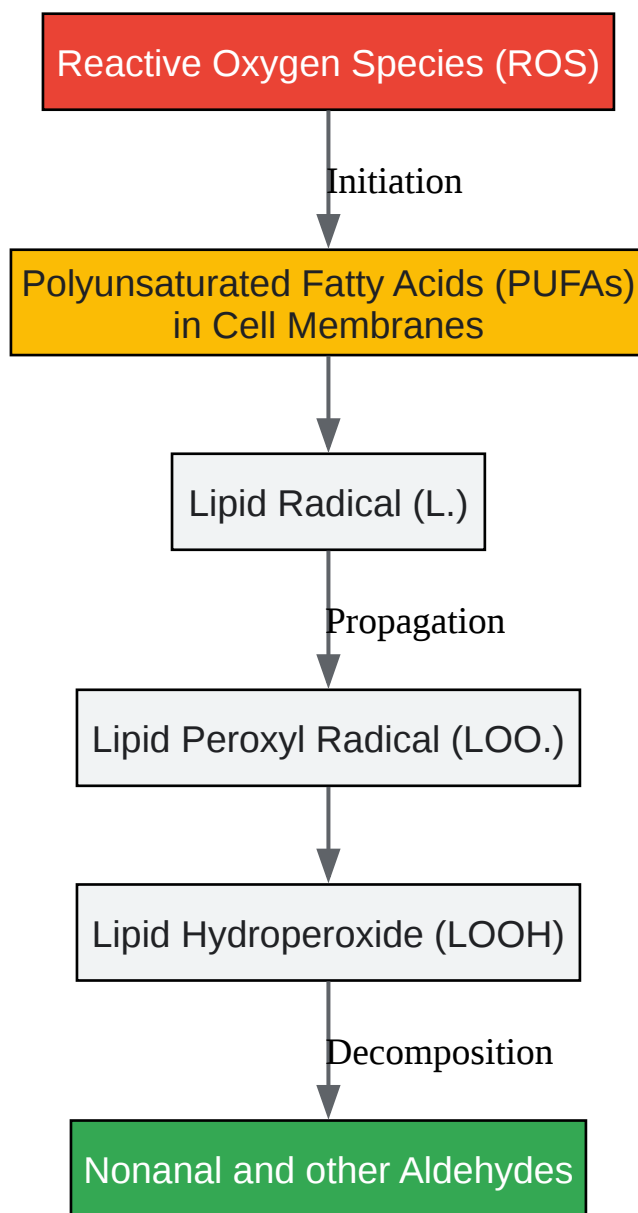 Reactive Oxygen Species (ROS)
Initiation
Polyunsaturated Fatty Acids (PUFAs)
in Cell Membranes
Lipid Radical (L.)
Propagation
Lipid Peroxyl Radical (LOO.)
Lipid Hydroperoxide (LOOH)
Decomposition
Nonanal and other Aldehydes